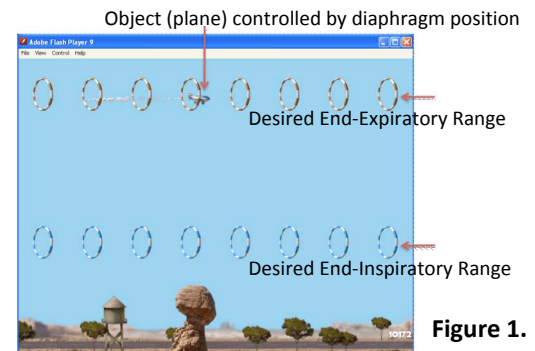 Object (plane) controlled by diaphragm position
Adobe Flash Player 9
File View Control Help
Desired End-Expiratory Range
Desired End-Inspiratory Range
10172
Figure 1.